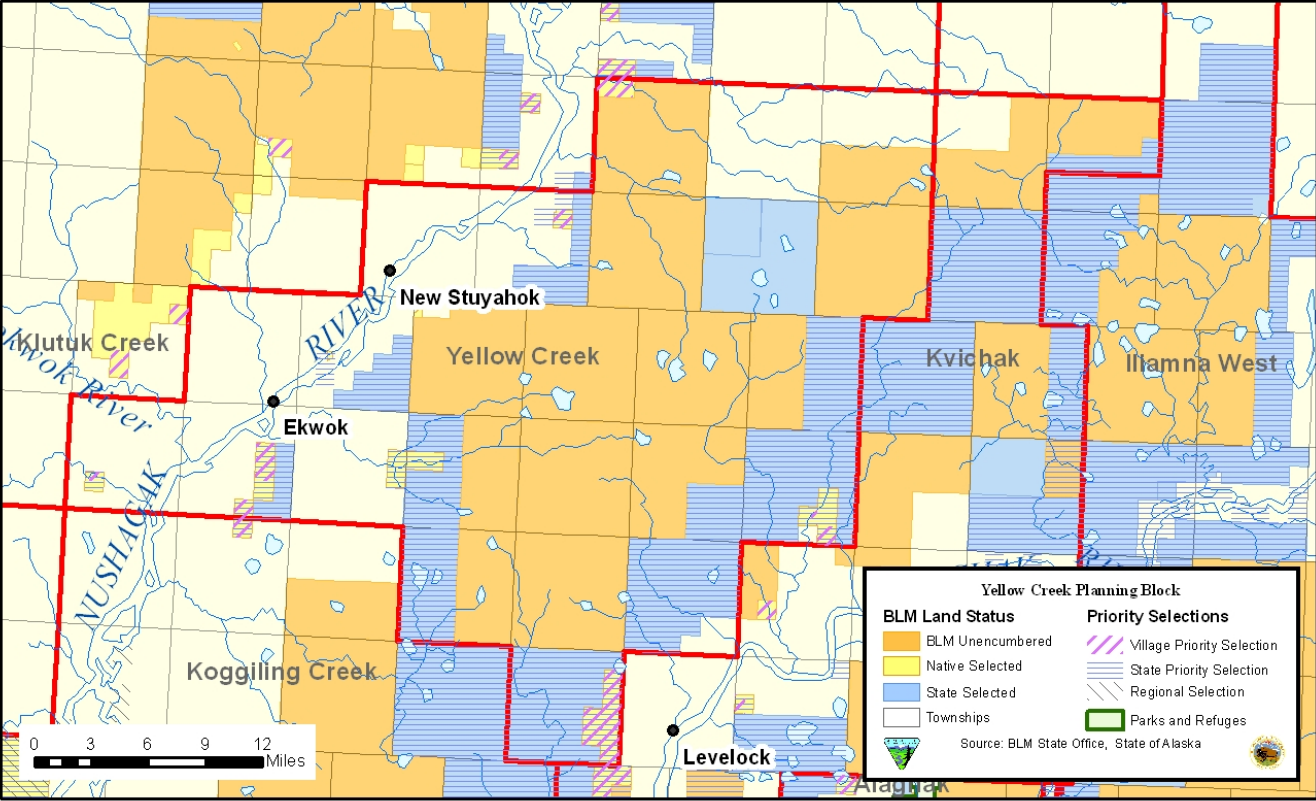 New Stuyahok
Klutuk Creek
RIVER
Yellow Creek
Kvichak
Iliamna West
River
Ekwok
NUSHAGAK
Koggiling Creek
Levelock
Alagnak
0 3 6 9 12
Miles
Yellow Creek Planning Block
BLM Land Status
BLM Unencumbered
Native Selected
State Selected
Townships
Priority Selections
Village Priority Selection
State Priority Selection
Regional Selection
Parks and Refuges
Source: BLM State Office, State of Alaska